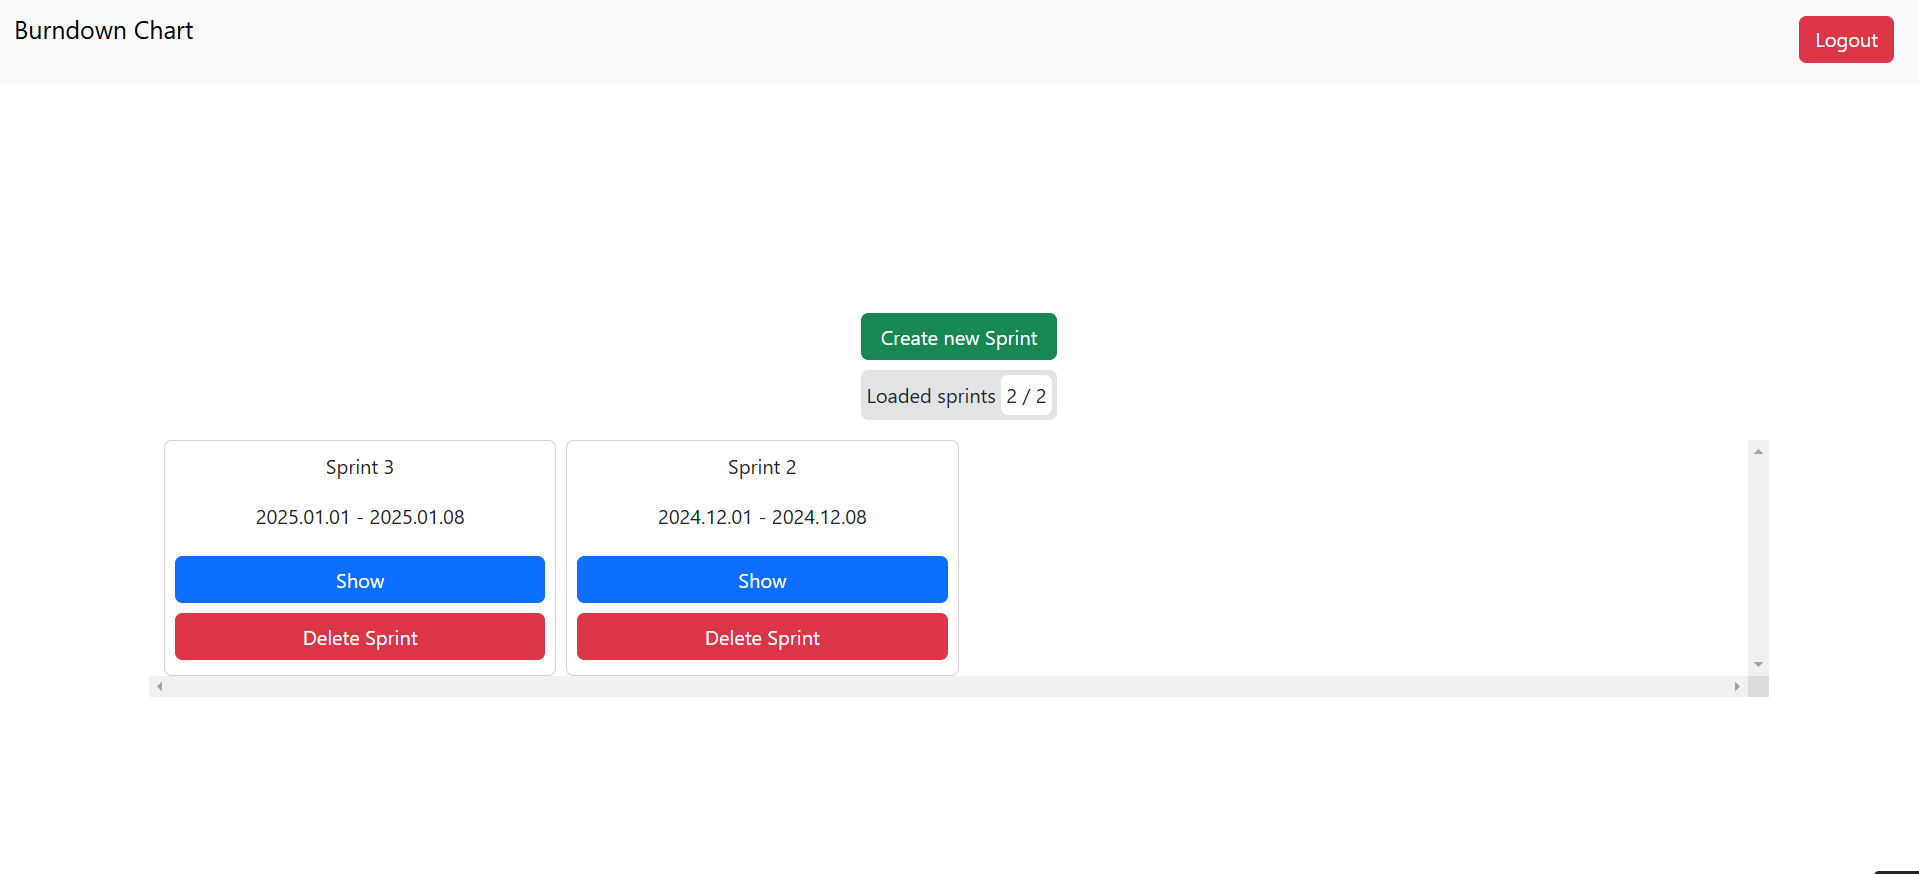 Burndown Chart
Logout
Create new Sprint
Loaded sprints 2 / 2
Sprint 3
2025.01.01 - 2025.01.08
Show
Delete Sprint
Sprint 2
2024.12.01 - 2024.12.08
Show
Delete Sprint